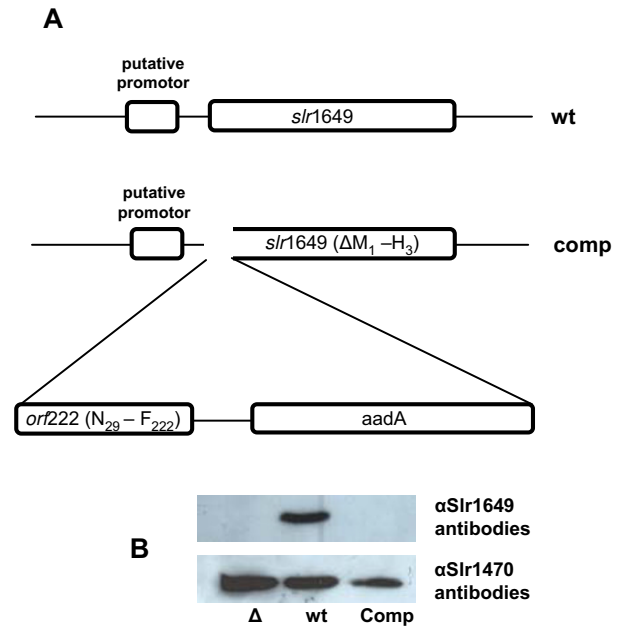 A
putative
promotor
slr1649
wt
putative
promotor
slr1649 (ΔM₁ –H₃)
comp
orf222 (N₂₉ – F₂₂₂)
aadA
B
αSlr1649
antibodies
αSlr1470
antibodies
Δ wt Comp